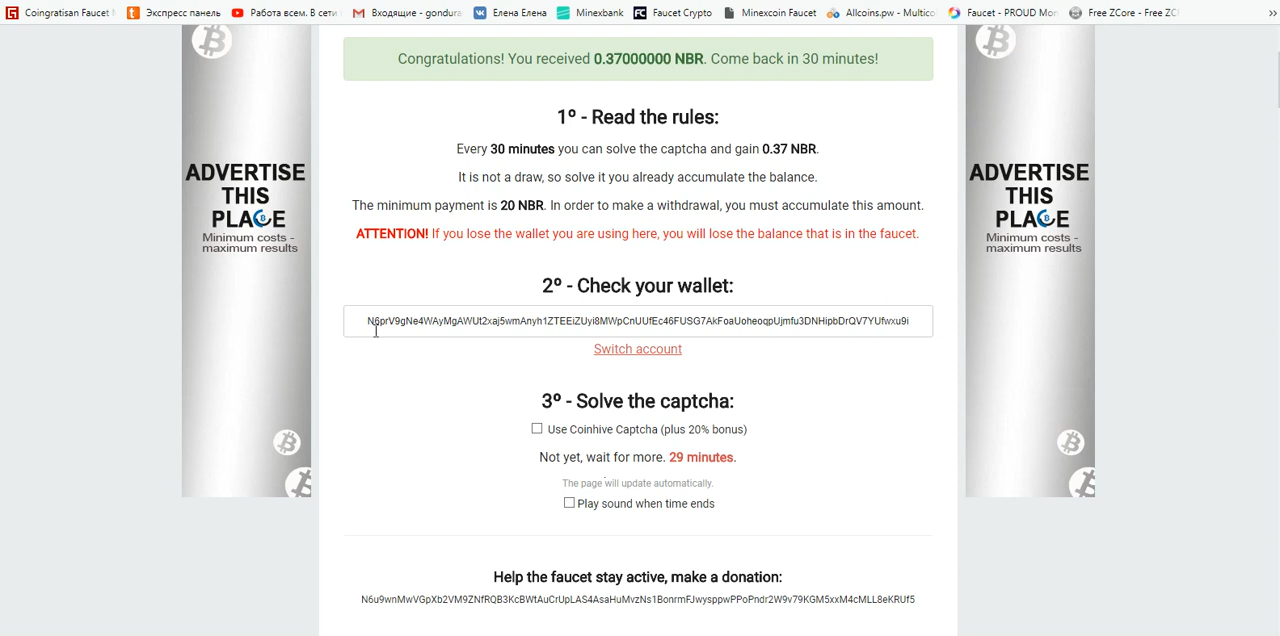 Coingratisan Faucet
Экспресс панель
Работа всем. В сети
Входящие - gondura
Елена Елена
Minexbank
Faucet Crypto
Minexcoin Faucet
Allcoins.pw - Multico
Faucet - PROUD Mon
Free ZCore - Free ZC
»
Congratulations! You received 0.37000000 NBR. Come back in 30 minutes!
1º - Read the rules:
Every 30 minutes you can solve the captcha and gain 0.37 NBR.
It is not a draw, so solve it you already accumulate the balance.
The minimum payment is 20 NBR. In order to make a withdrawal, you must accumulate this amount.
ATTENTION! If you lose the wallet you are using here, you will lose the balance that is in the faucet.
ADVERTISE
THIS
PLACE
Minimum costs -
maximum results
ADVERTISE
THIS
PLACE
Minimum costs -
maximum results
2º - Check your wallet:
N6prV9gNe4WAyMgAWUt2xaj5wmAnyh1ZTEEiZUyi8MWpCnUUfEc46FUSG7AkFoaUoheoqpUjmfu3DNHipbDrQV7YUfwxu9i
Switch account
3º - Solve the captcha:
Use Coinhive Captcha (plus 20% bonus)
Not yet, wait for more. 29 minutes.
The page will update automatically.
Play sound when time ends
Help the faucet stay active, make a donation:
N6u9wnMwVGpXb2VM9ZNfRQB3KcBWtAuCrUpLAS4AsaHuMvzNs1BonrmFJwysppwPPoPndr2W9v79KGM5xxM4cMLL8eKRUf5